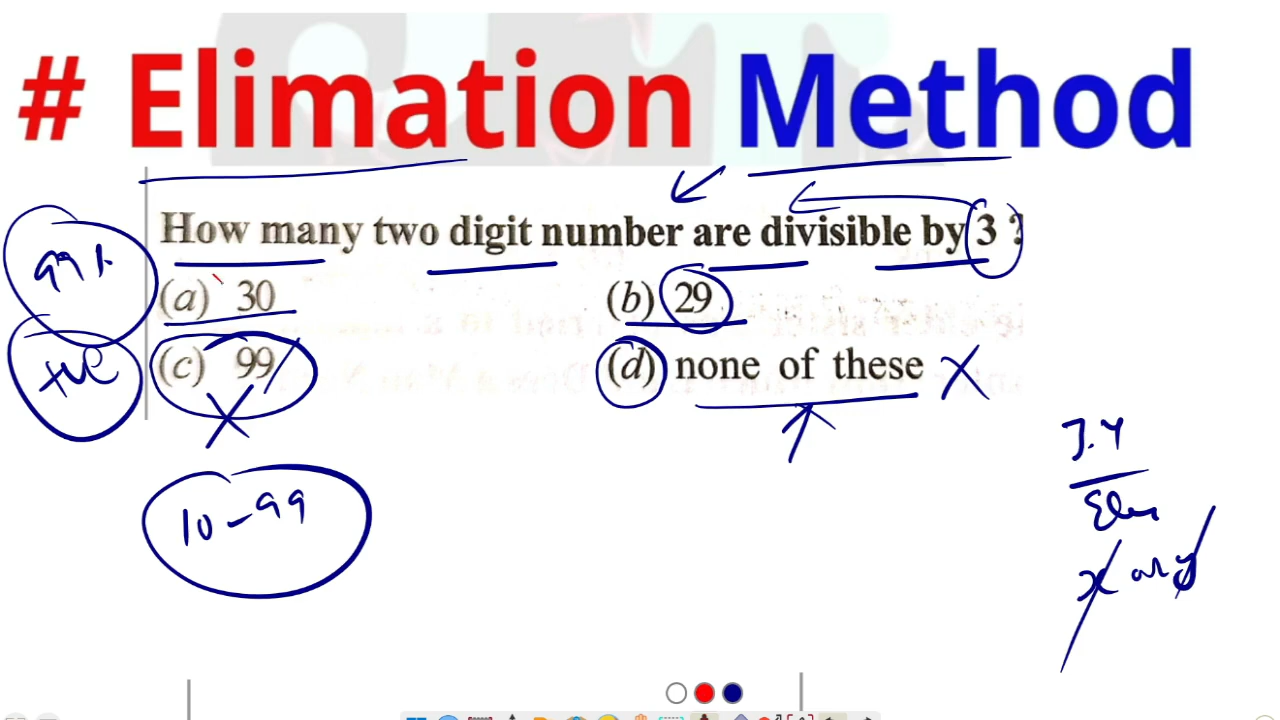 # Elimation Method
How many two digit number are divisible by 3 ?
(a) 30 (b) 29
(c) 99 (d) none of these
+ve
10-99